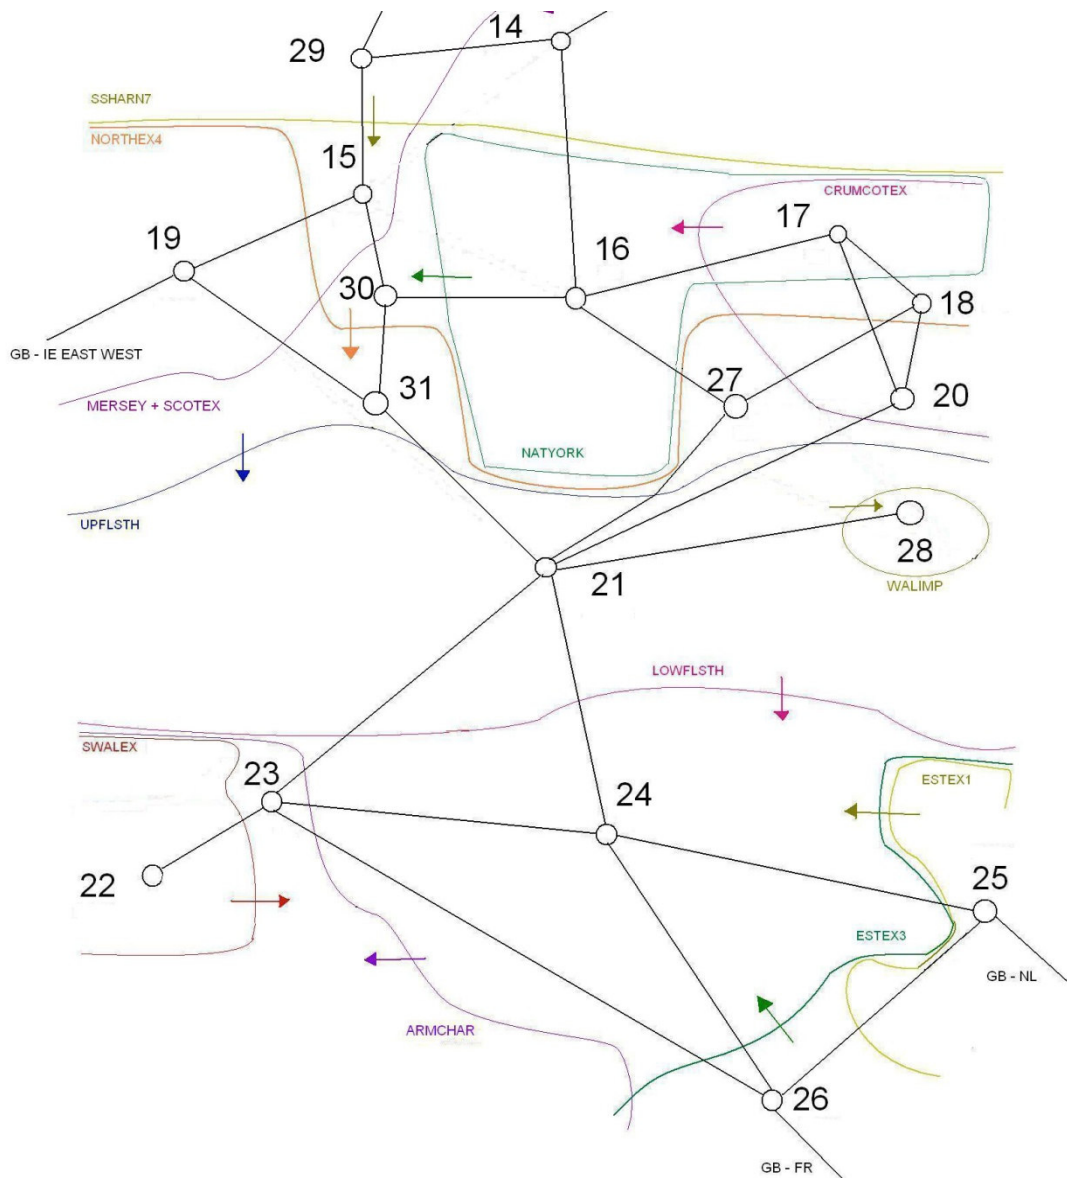 14
29
SSHARN7
NORTHEX4
15
CRUMCOTEX
17
19
16
30
18
GB - IE EAST WEST
31
27
20
MERSEY + SCOTEX
NATYORK
UPFLSTH
28
21
WALIMP
LOWFLSTH
SWALEX
23
ESTEX1
24
22
25
ESTEX3
GB - NL
ARMCHAR
26
GB - FR